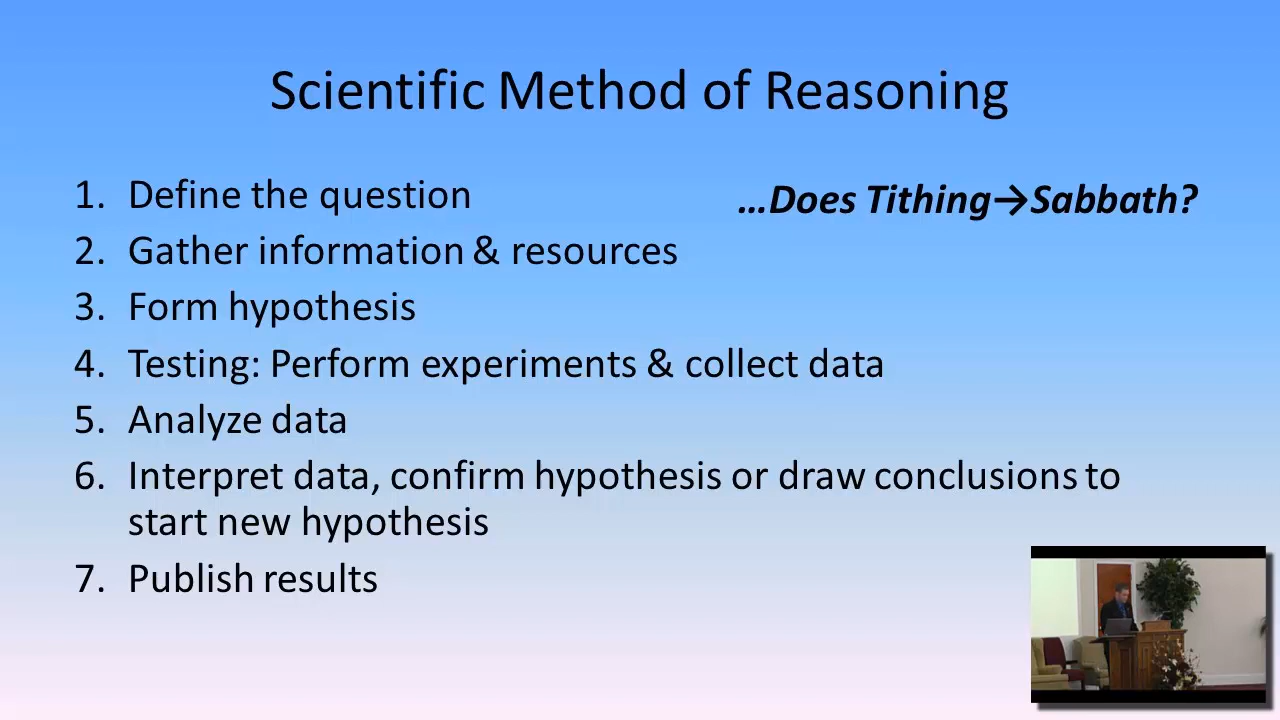 Scientific Method of Reasoning
1. Define the question
…Does Tithing→Sabbath?
2. Gather information & resources
3. Form hypothesis
4. Testing: Perform experiments & collect data
5. Analyze data
6. Interpret data, confirm hypothesis or draw conclusions to
start new hypothesis
7. Publish results